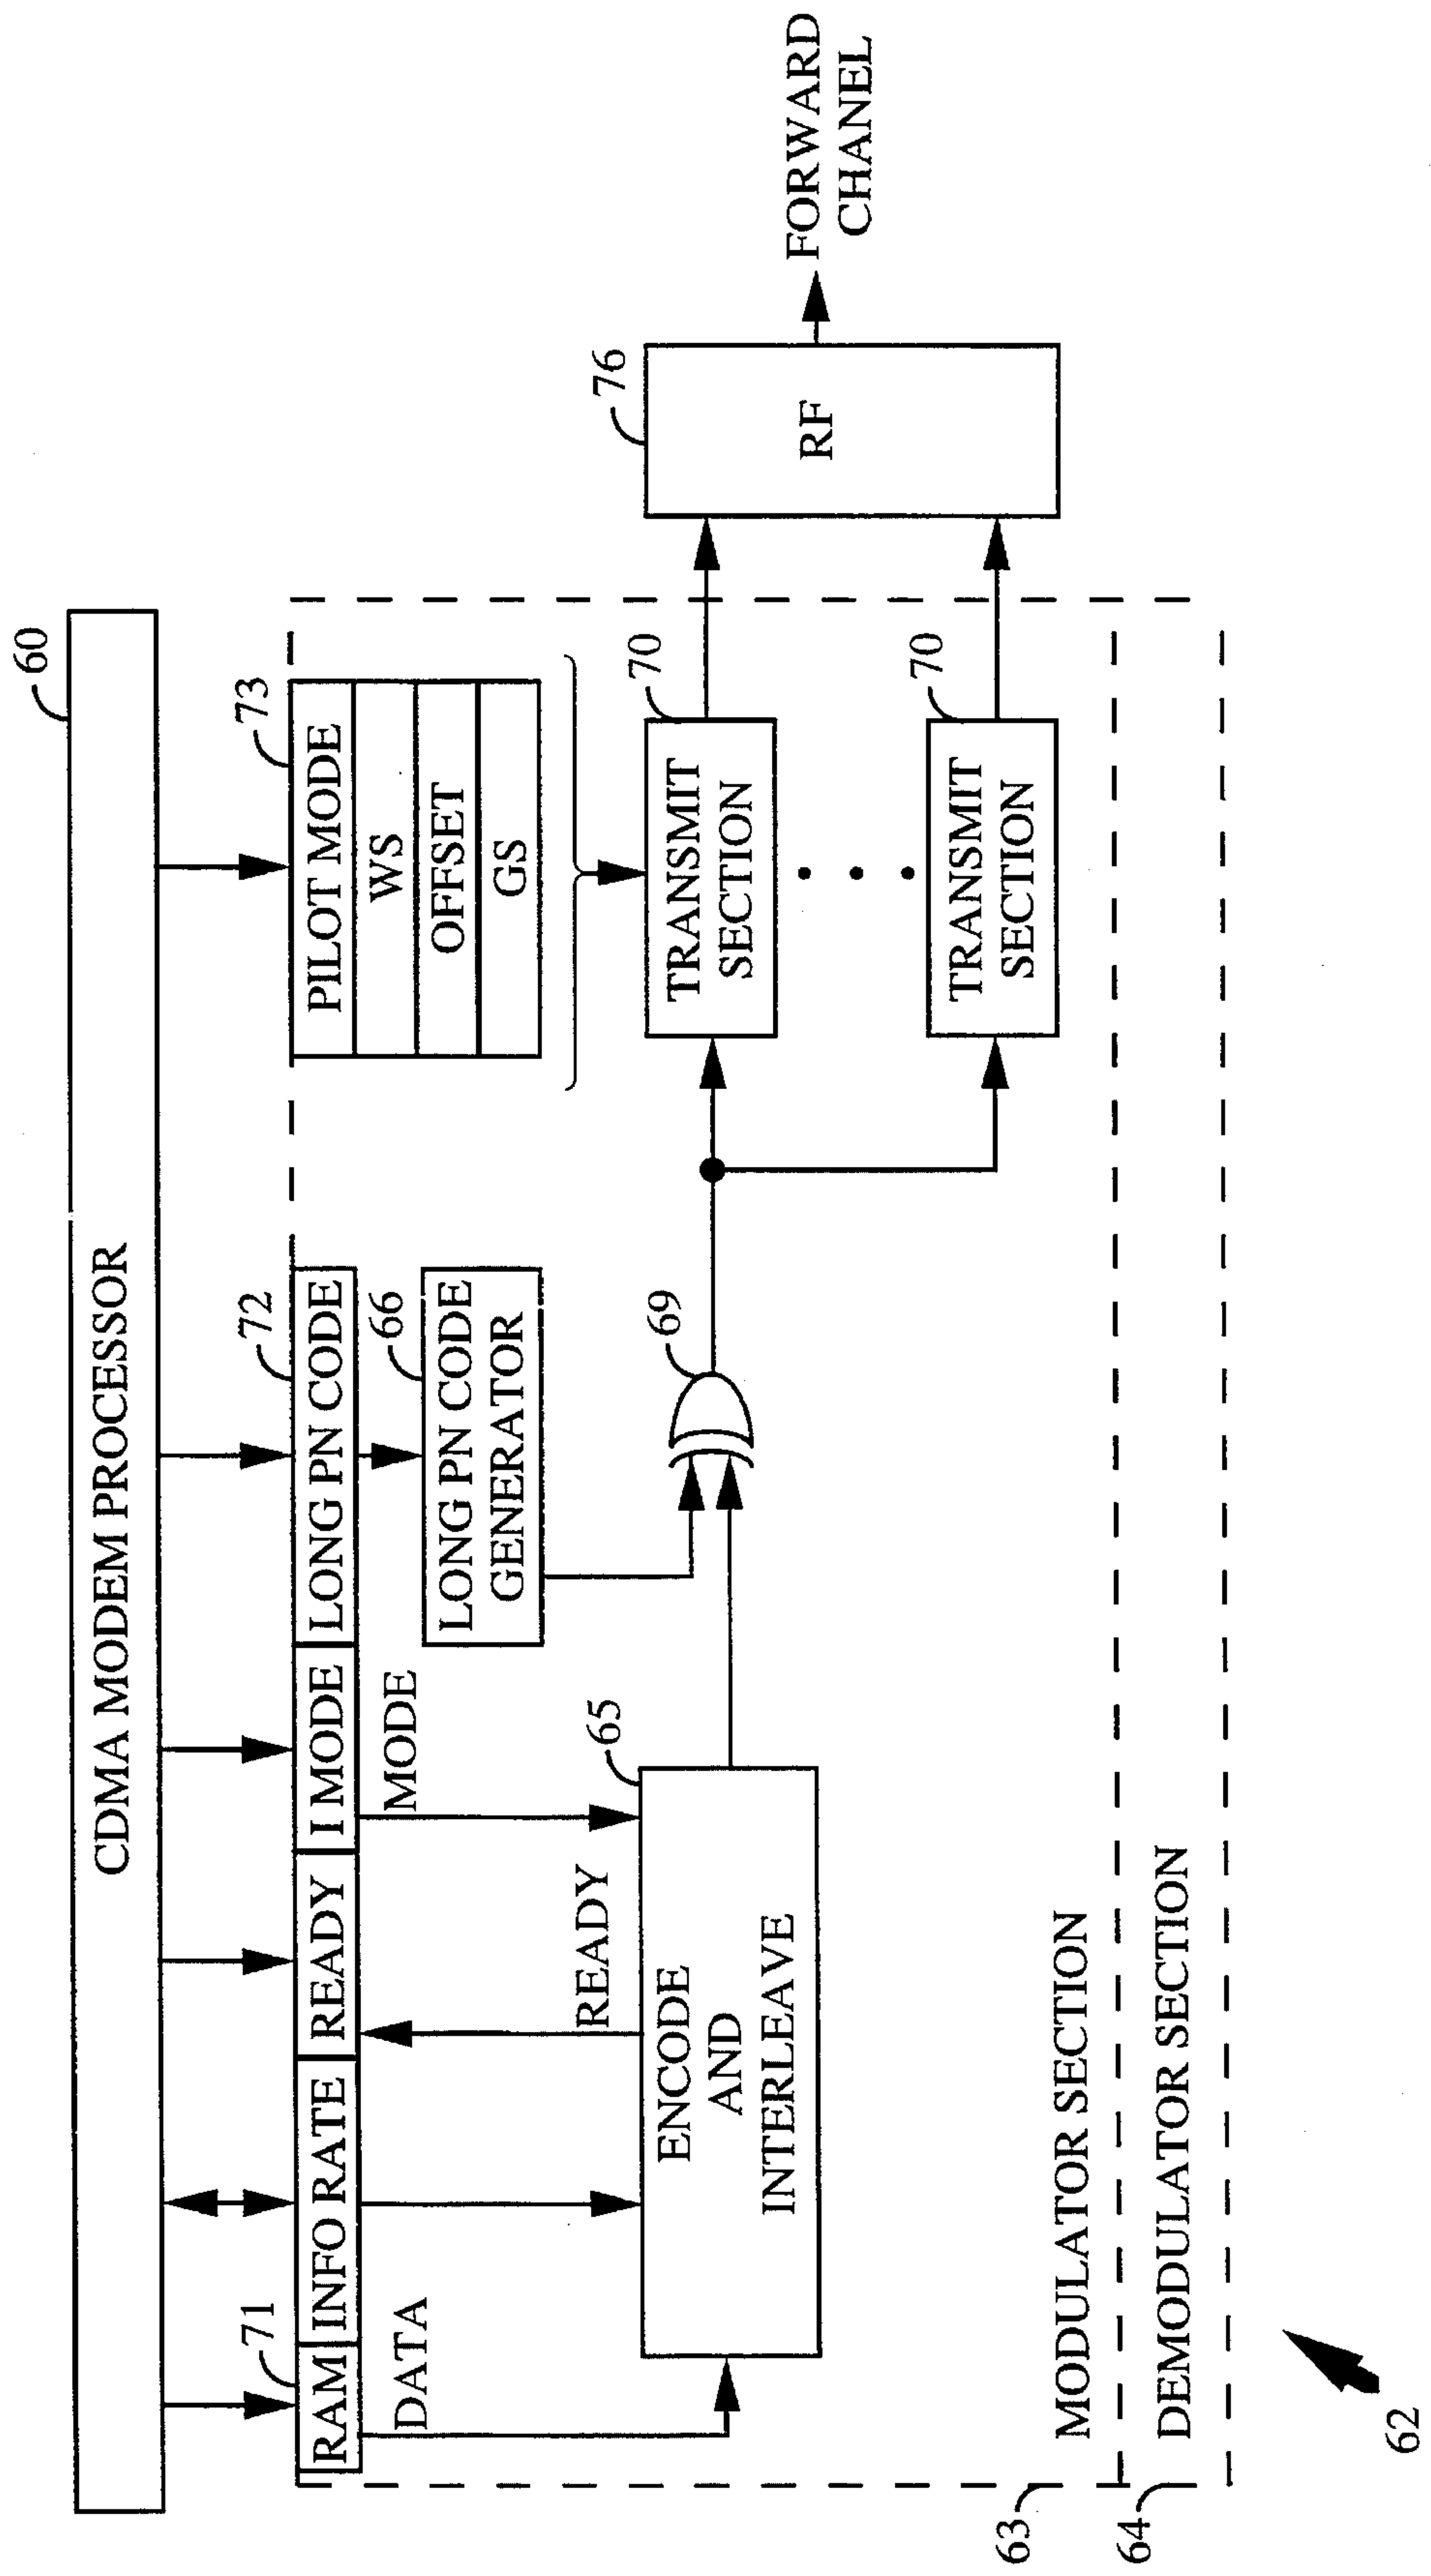 60
CDMA MODEM PROCESSOR
71
RAM
INFO RATE
READY
I MODE
72
LONG PN CODE
73
PILOT MODE
WS
OFFSET
GS
DATA
READY
MODE
66
LONG PN CODE
GENERATOR
65
ENCODE
AND
INTERLEAVE
69
70
TRANSMIT
SECTION
70
TRANSMIT
SECTION
76
RF
FORWARD
CHANNEL
63
MODULATOR SECTION
64
DEMODULATOR SECTION
62